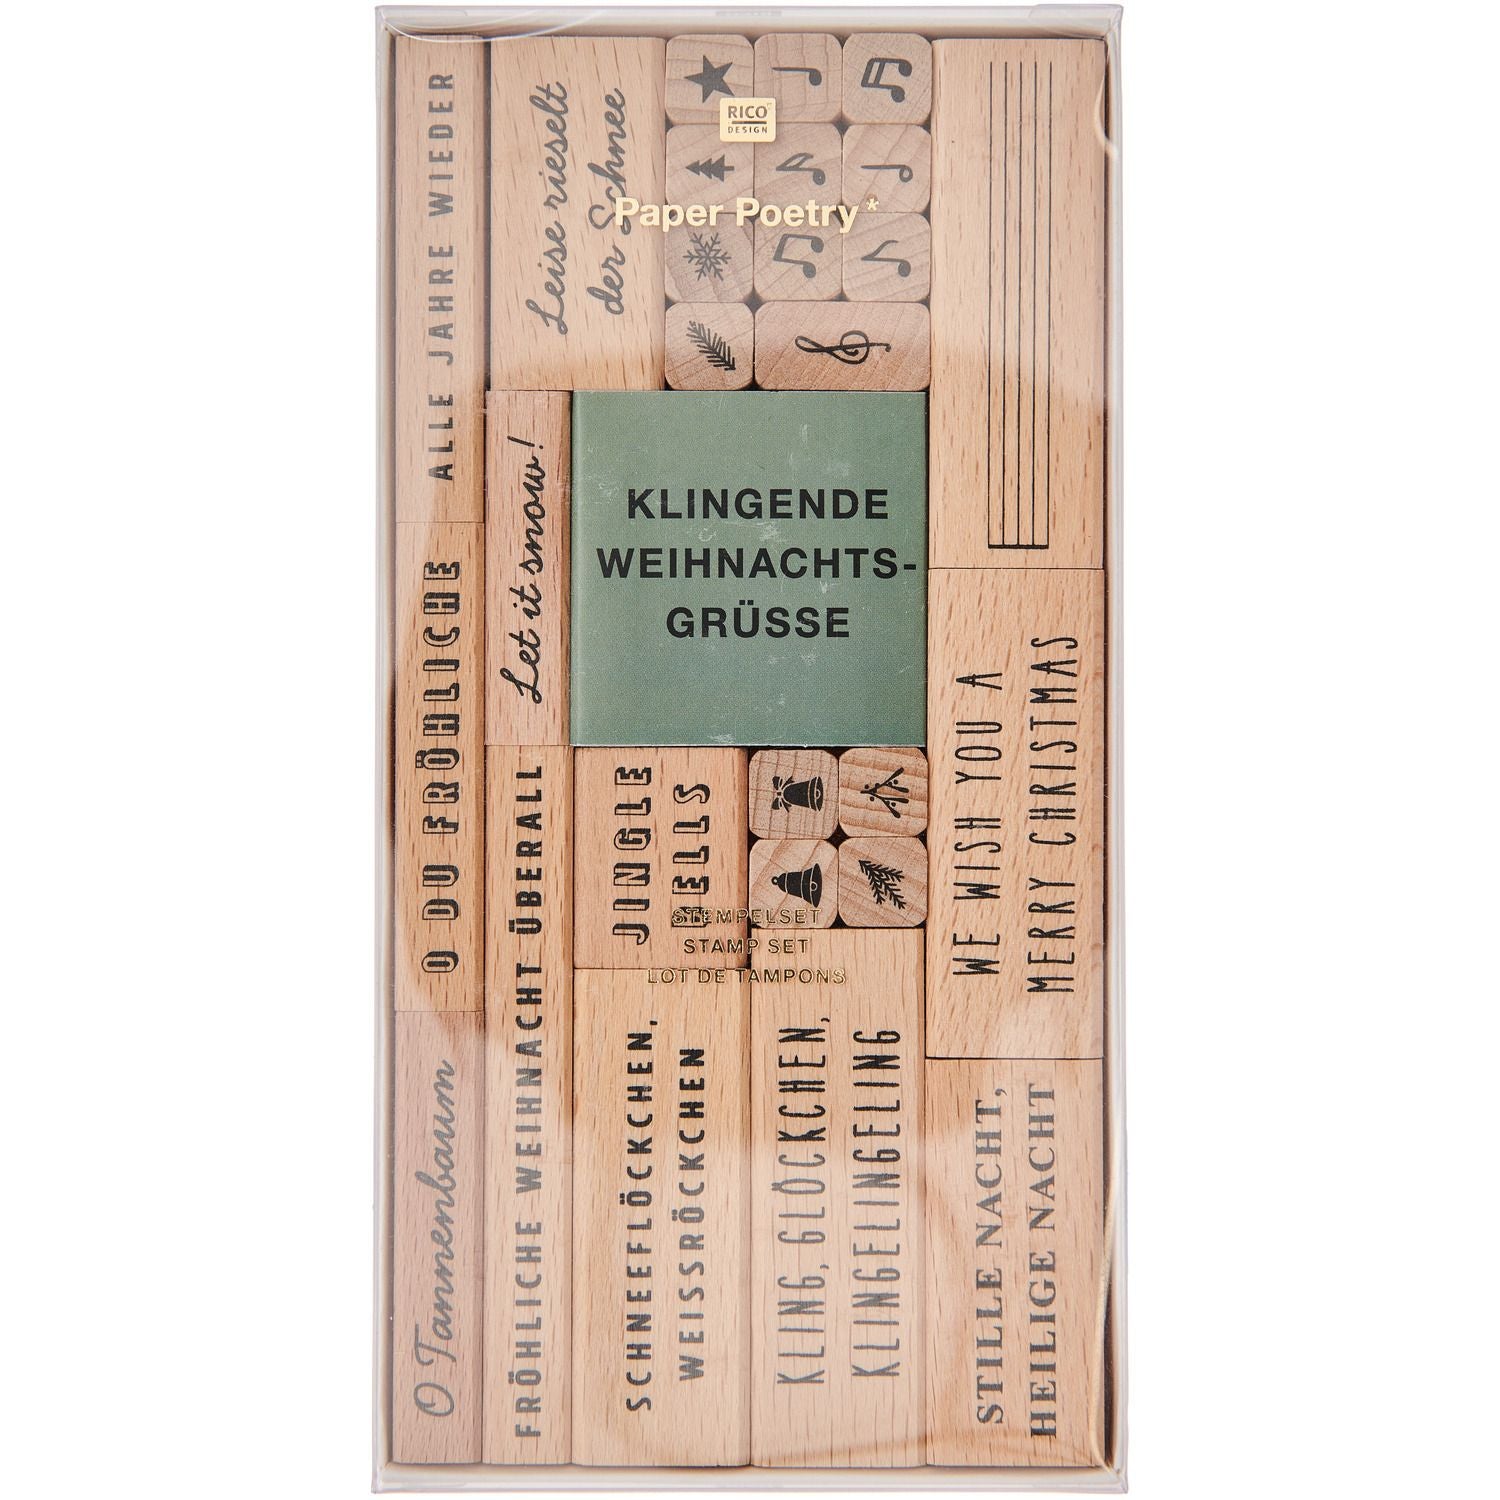 RICO
DESIGN
Paper Poetry*
ALLE JAHRE WIEDER
Leise rieselt
der Schnee
Let it snow!
KLINGENDE
WEIHNACHTS-
GRÜSSE
O DU FRÖHLICHE
WE WISH YOU A
MERRY CHRISTMAS
JINGLE
BELLS
STEMPELSET
STAMP SET
LOT DE TAMPONS
O Tannenbaum
FRÖHLICHE WEIHNACHT ÜBERALL
SCHNEEFLÖCKCHEN,
WEISSRÖCKCHEN
KLING, GLÖCKCHEN,
KLINGELINGELING
STILLE NACHT,
HEILIGE NACHT